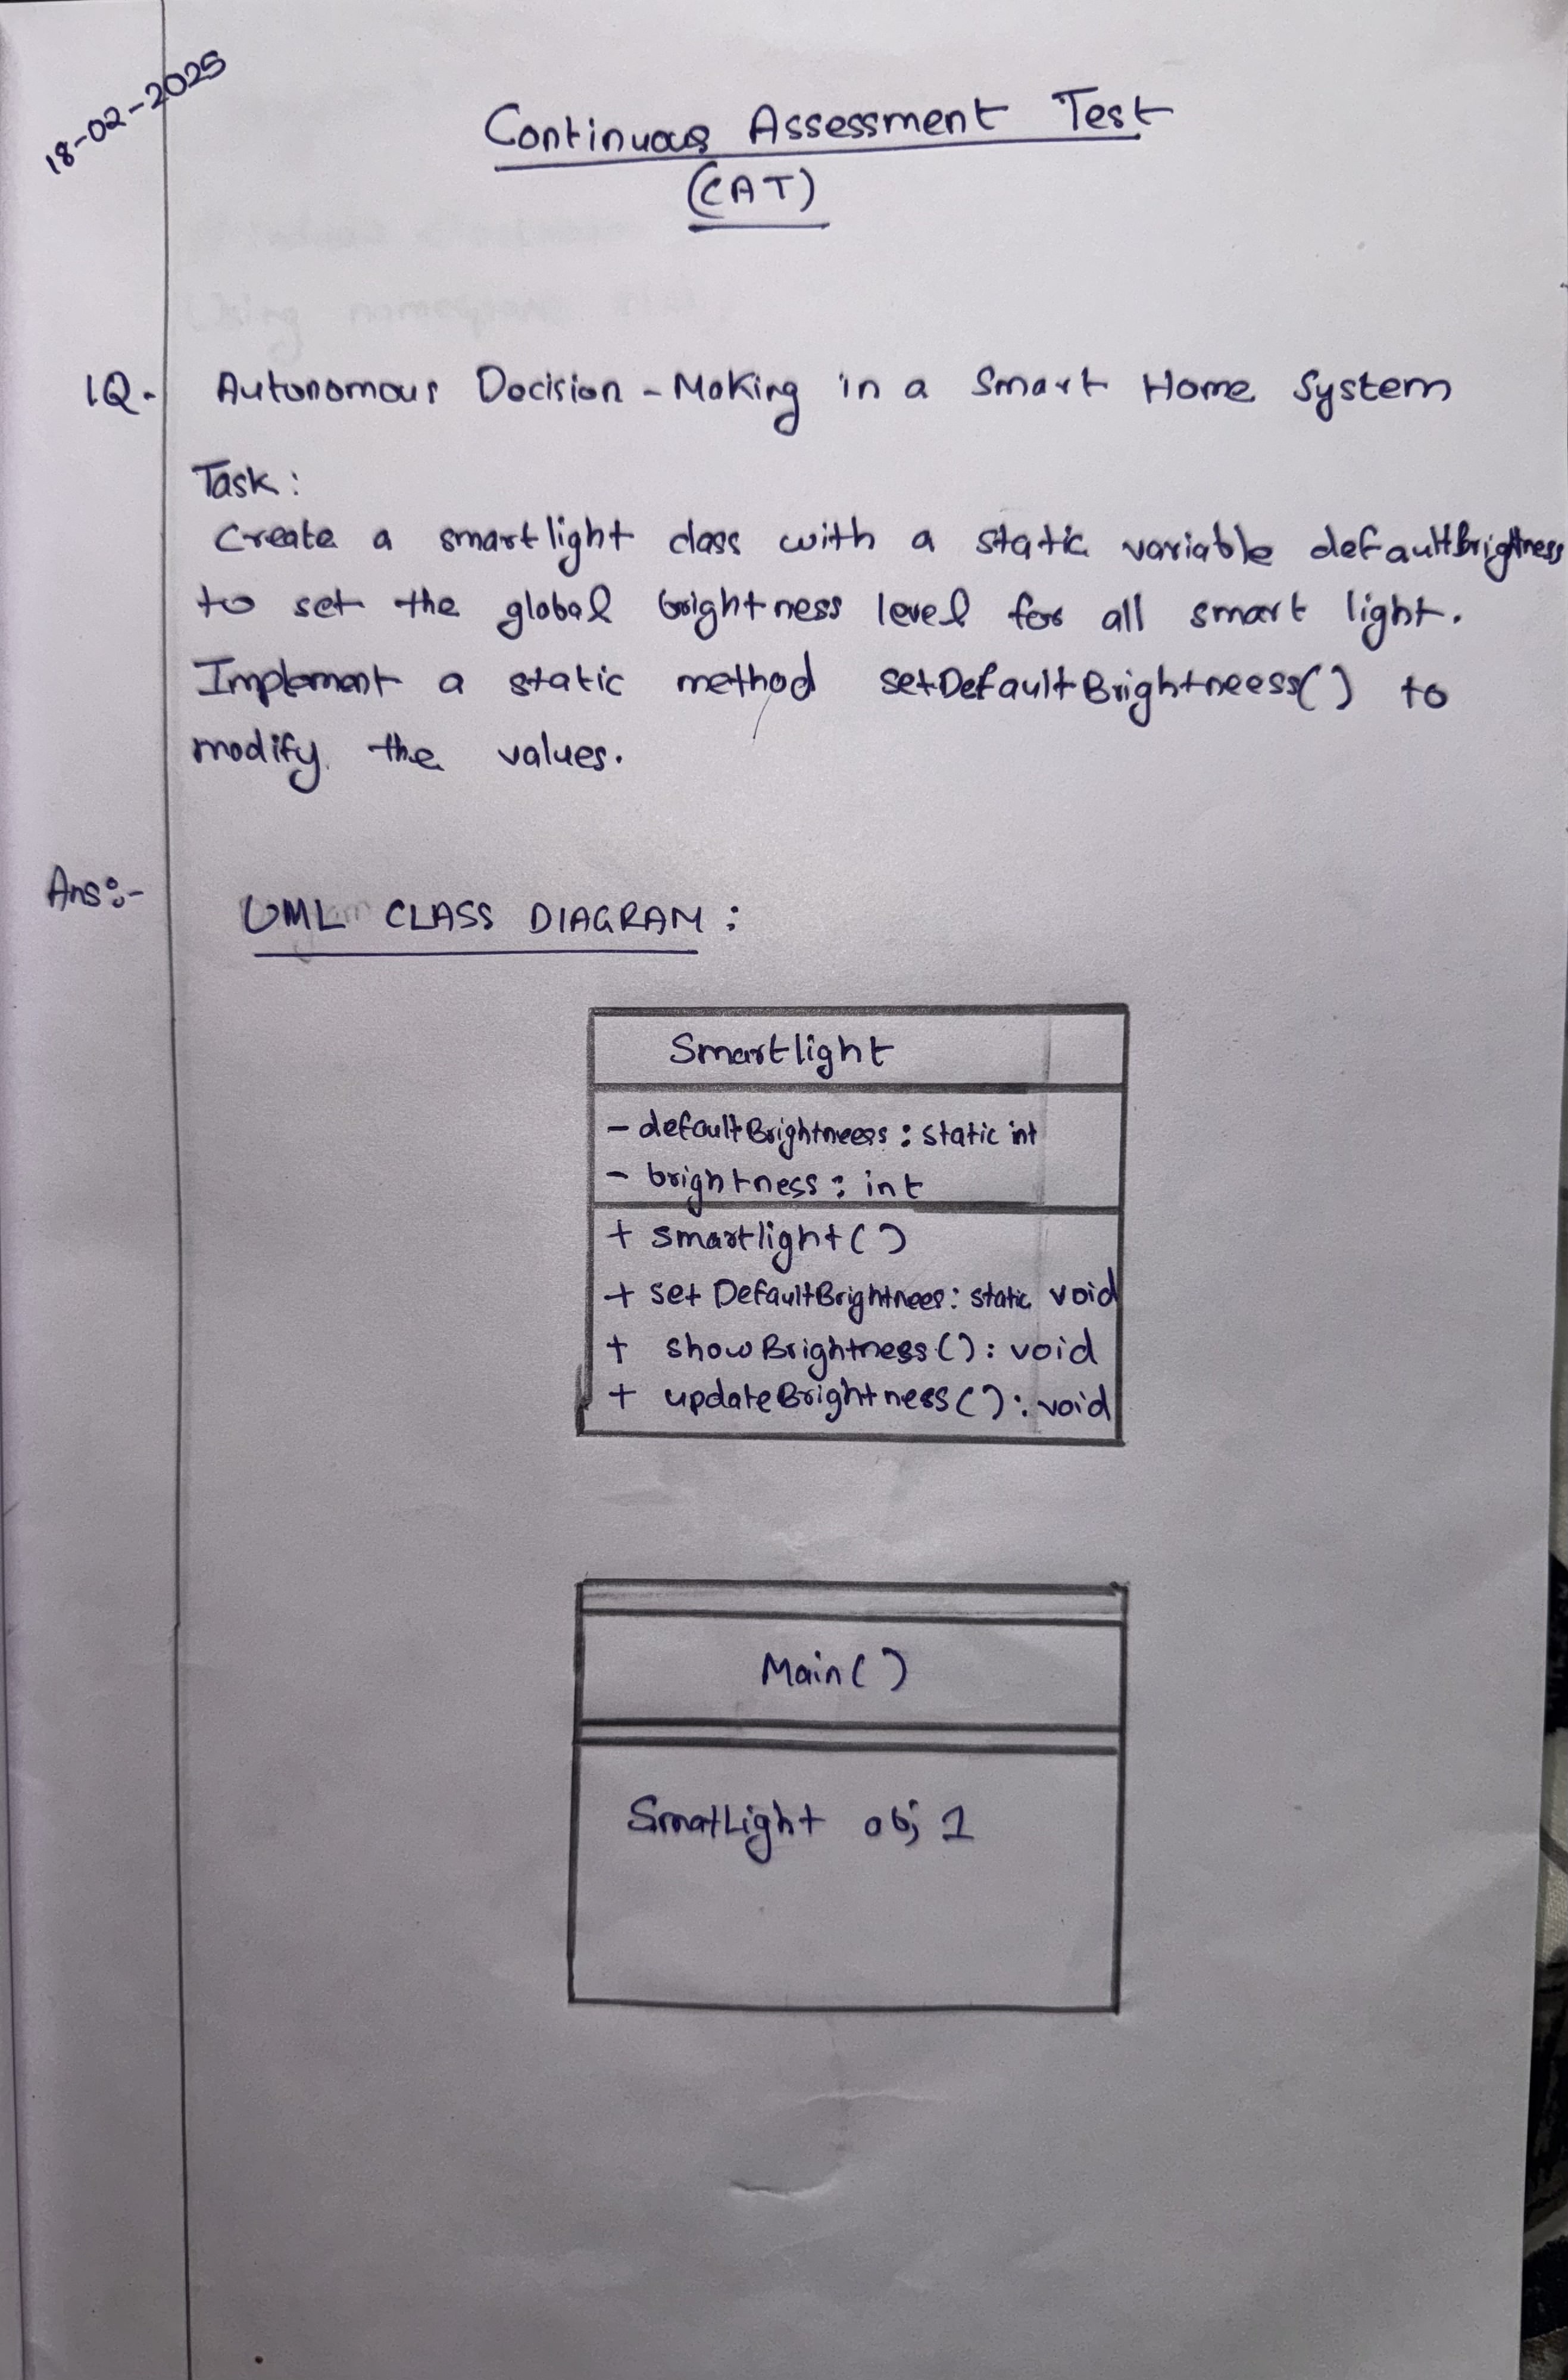 18-02-2025
Continuous Assessment Test
(CAT)
1Q. Autonomous Decision-Making in a Smart Home System
Task:
Create a smartlight class with a static variable defaultBrightness
to set the global brightness level for all smart light.
Implement a static method setDefaultBrightneess() to
modify the values.
Ans:-
UML CLASS DIAGRAM:
Smartlight
- defaultBrightneess: static int
- brightness: int
+ smartlight()
+ set DefaultBrightnees: static void
+ showBrightness(): void
+ updateBrightness(): void
Main()
SmatLight obj 1